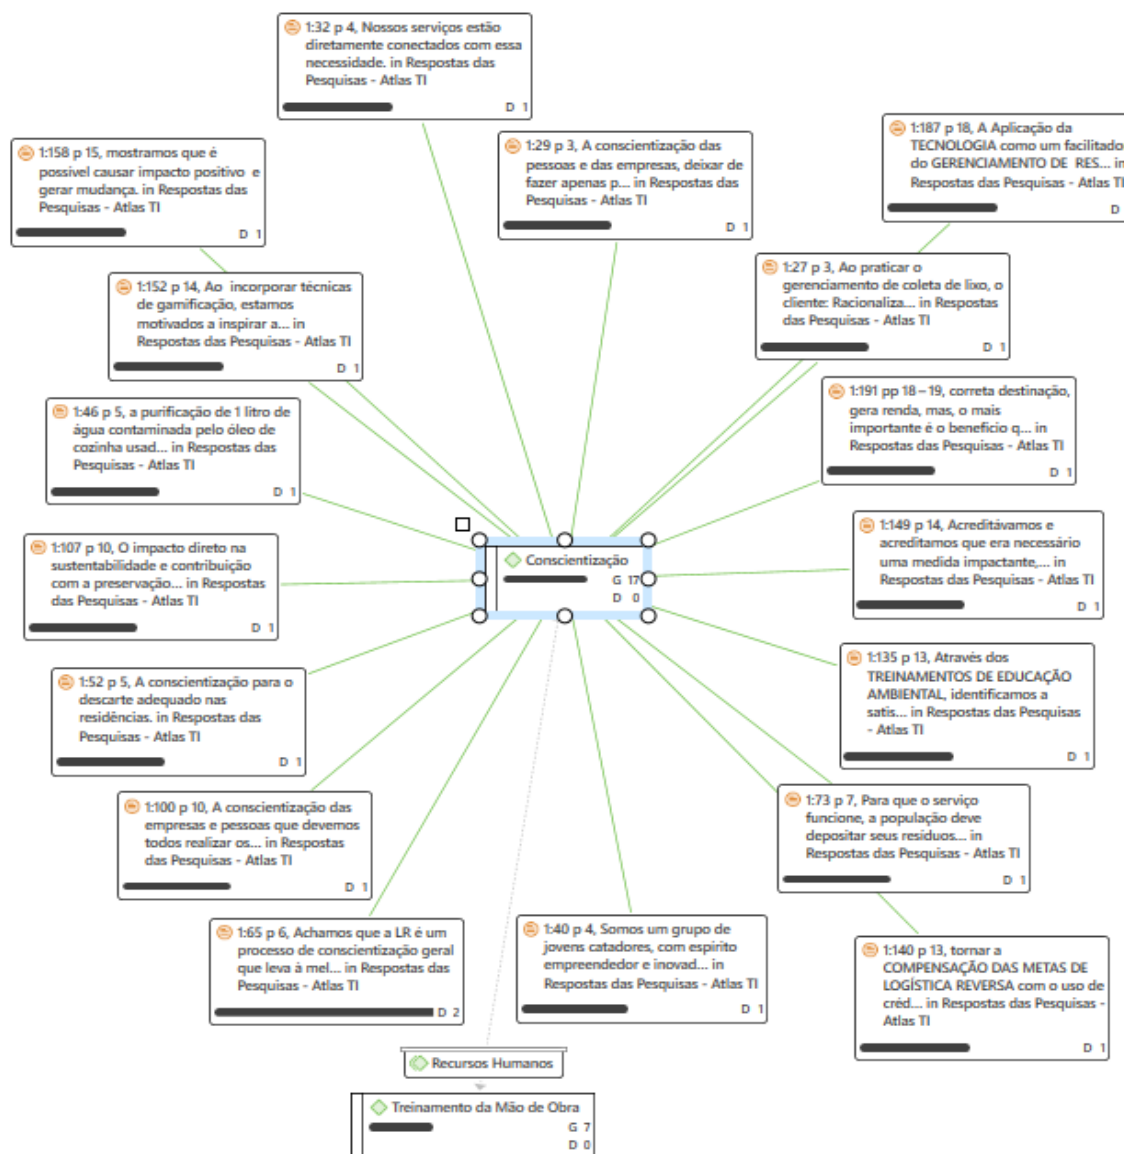 1:32 p 4, Nossos serviços estão
diretamente conectados com essa
necessidade. in Respostas das
Pesquisas - Atlas TI
D 1
1:29 p 3, A conscientização das
pessoas e das empresas, deixar de
fazer apenas p... in Respostas das
Pesquisas - Atlas TI
D 1
1:187 p 18, A Aplicação da
TECNOLOGIA como um facilitado
do GERENCIAMENTO DE RES... in
Respostas das Pesquisas - Atlas TI
D
1:158 p 15, mostramos que é
possível causar impacto positivo e
gerar mudança. in Respostas das
Pesquisas - Atlas TI
D 1
1:27 p 3, Ao praticar o
gerenciamento de coleta de lixo, o
cliente: Racionaliza... in Respostas
das Pesquisas - Atlas TI
D 1
1:152 p 14, Ao incorporar técnicas
de gamificação, estamos
motivados a inspirar a... in
Respostas das Pesquisas - Atlas TI
D 1
1:191 pp 18–19, correta destinação,
gera renda, mas, o mais
importante é o benefício q... in
Respostas das Pesquisas - Atlas TI
D 1
1:46 p 5, a purificação de 1 litro de
água contaminada pelo óleo de
cozinha usad... in Respostas das
Pesquisas - Atlas TI
D 1
1:149 p 14, Acreditávamos e
acreditamos que era necessário
uma medida impactante,... in
Respostas das Pesquisas - Atlas TI
D 1
1:107 p 10, O impacto direto na
sustentabilidade e contribuição
com a preservação... in Respostas
das Pesquisas - Atlas TI
D 1
Conscientização
G 17
D 0
1:135 p 13, Através dos
TREINAMENTOS DE EDUCAÇÃO
AMBIENTAL, identificamos a
satis... in Respostas das Pesquisas
- Atlas TI
D 1
1:52 p 5, A conscientização para o
descarte adequado nas
residências. in Respostas das
Pesquisas - Atlas TI
D 1
1:73 p 7, Para que o serviço
funcione, a população deve
depositar seus resíduos... in
Respostas das Pesquisas - Atlas TI
D 1
1:100 p 10, A conscientização das
empresas e pessoas que devemos
todos realizar os... in Respostas
das Pesquisas - Atlas TI
D 1
1:65 p 6, Achamos que a LR é um
processo de conscientização geral
que leva à mel... in Respostas das
Pesquisas - Atlas TI
D 2
1:40 p 4, Somos um grupo de
jovens catadores, com espírito
empreendedor e inovad... in
Respostas das Pesquisas - Atlas TI
D 1
1:140 p 13, tornar a
COMPENSAÇÃO DAS METAS DE
LOGÍSTICA REVERSA com o uso de
créd... in Respostas das Pesquisas -
Atlas TI
D 1
Recursos Humanos
Treinamento da Mão de Obra
G 7
D 0